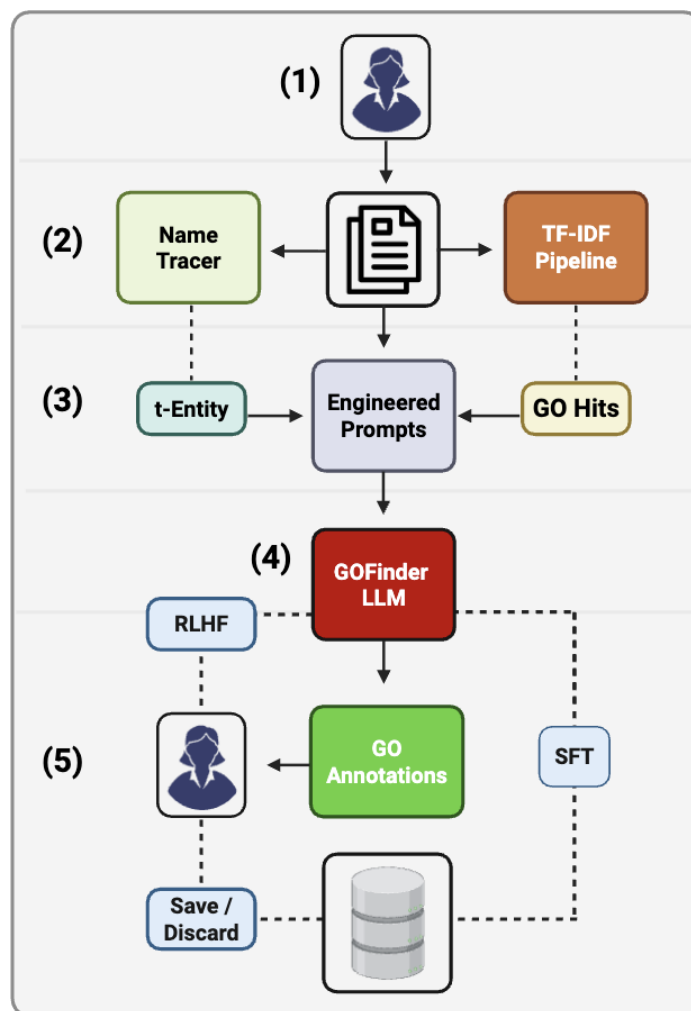 (1)
(2)
Name
Tracer
TF-IDF
Pipeline
(3)
t-Entity
Engineered
Prompts
GO Hits
(4)
GOFinder
LLM
RLHF
(5)
GO
Annotations
SFT
Save /
Discard